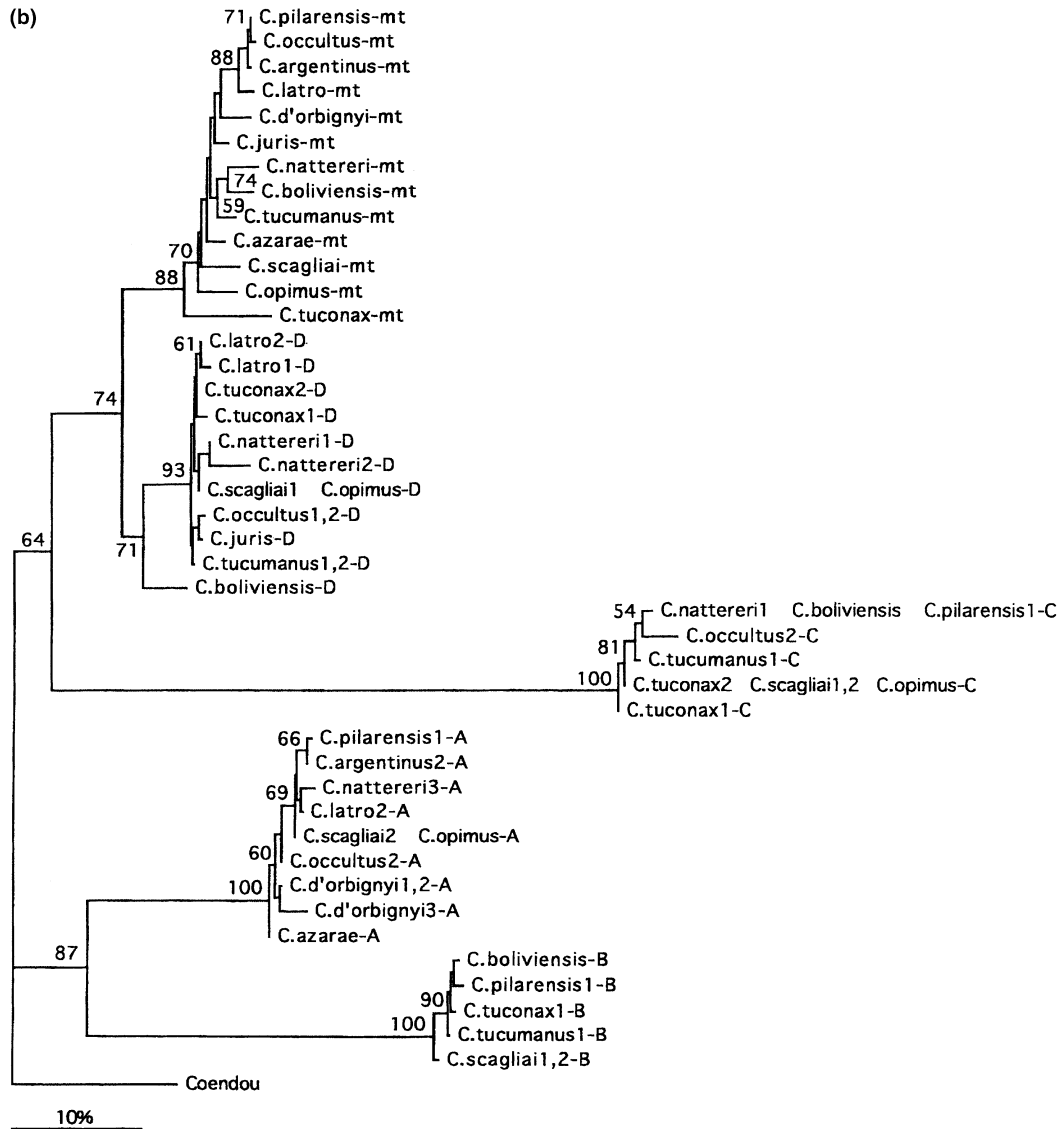 (b)
71 C.pilarensis-mt
C.occultus-mt
88 C.argentinus-mt
C.latro-mt
C.d'orbignyi-mt
C.juris-mt
C.nattereri-mt
74 C.boliviensis-mt
59 C.tucumanus-mt
C.azarae-mt
70 C.scagliai-mt
88 C.opimus-mt
C.tuconax-mt
61 C.latro2-D
C.latro1-D
C.tuconax2-D
74 C.tuconax1-D
C.nattereri1-D
93 C.nattereri2-D
C.scagliai1 C.opimus-D
C.occultus1,2-D
64 C.juris-D
71 C.tucumanus1,2-D
C.boliviensis-D
54 C.nattereri1 C.boliviensis C.pilarensis1-C
C.occultus2-C
81 C.tucumanus1-C
100 C.tuconax2 C.scagliai1,2 C.opimus-C
C.tuconax1-C
66 C.pilarensis1-A
C.argentinus2-A
69 C.nattereri3-A
C.latro2-A
C.scagliai2 C.opimus-A
60 C.occultus2-A
100 C.d'orbignyi1,2-A
C.d'orbignyi3-A
C.azarae-A
87 C.boliviensis-B
C.pilarensis1-B
90 C.tuconax1-B
100 C.tucumanus1-B
C.scagliai1,2-B
Coendou
10%